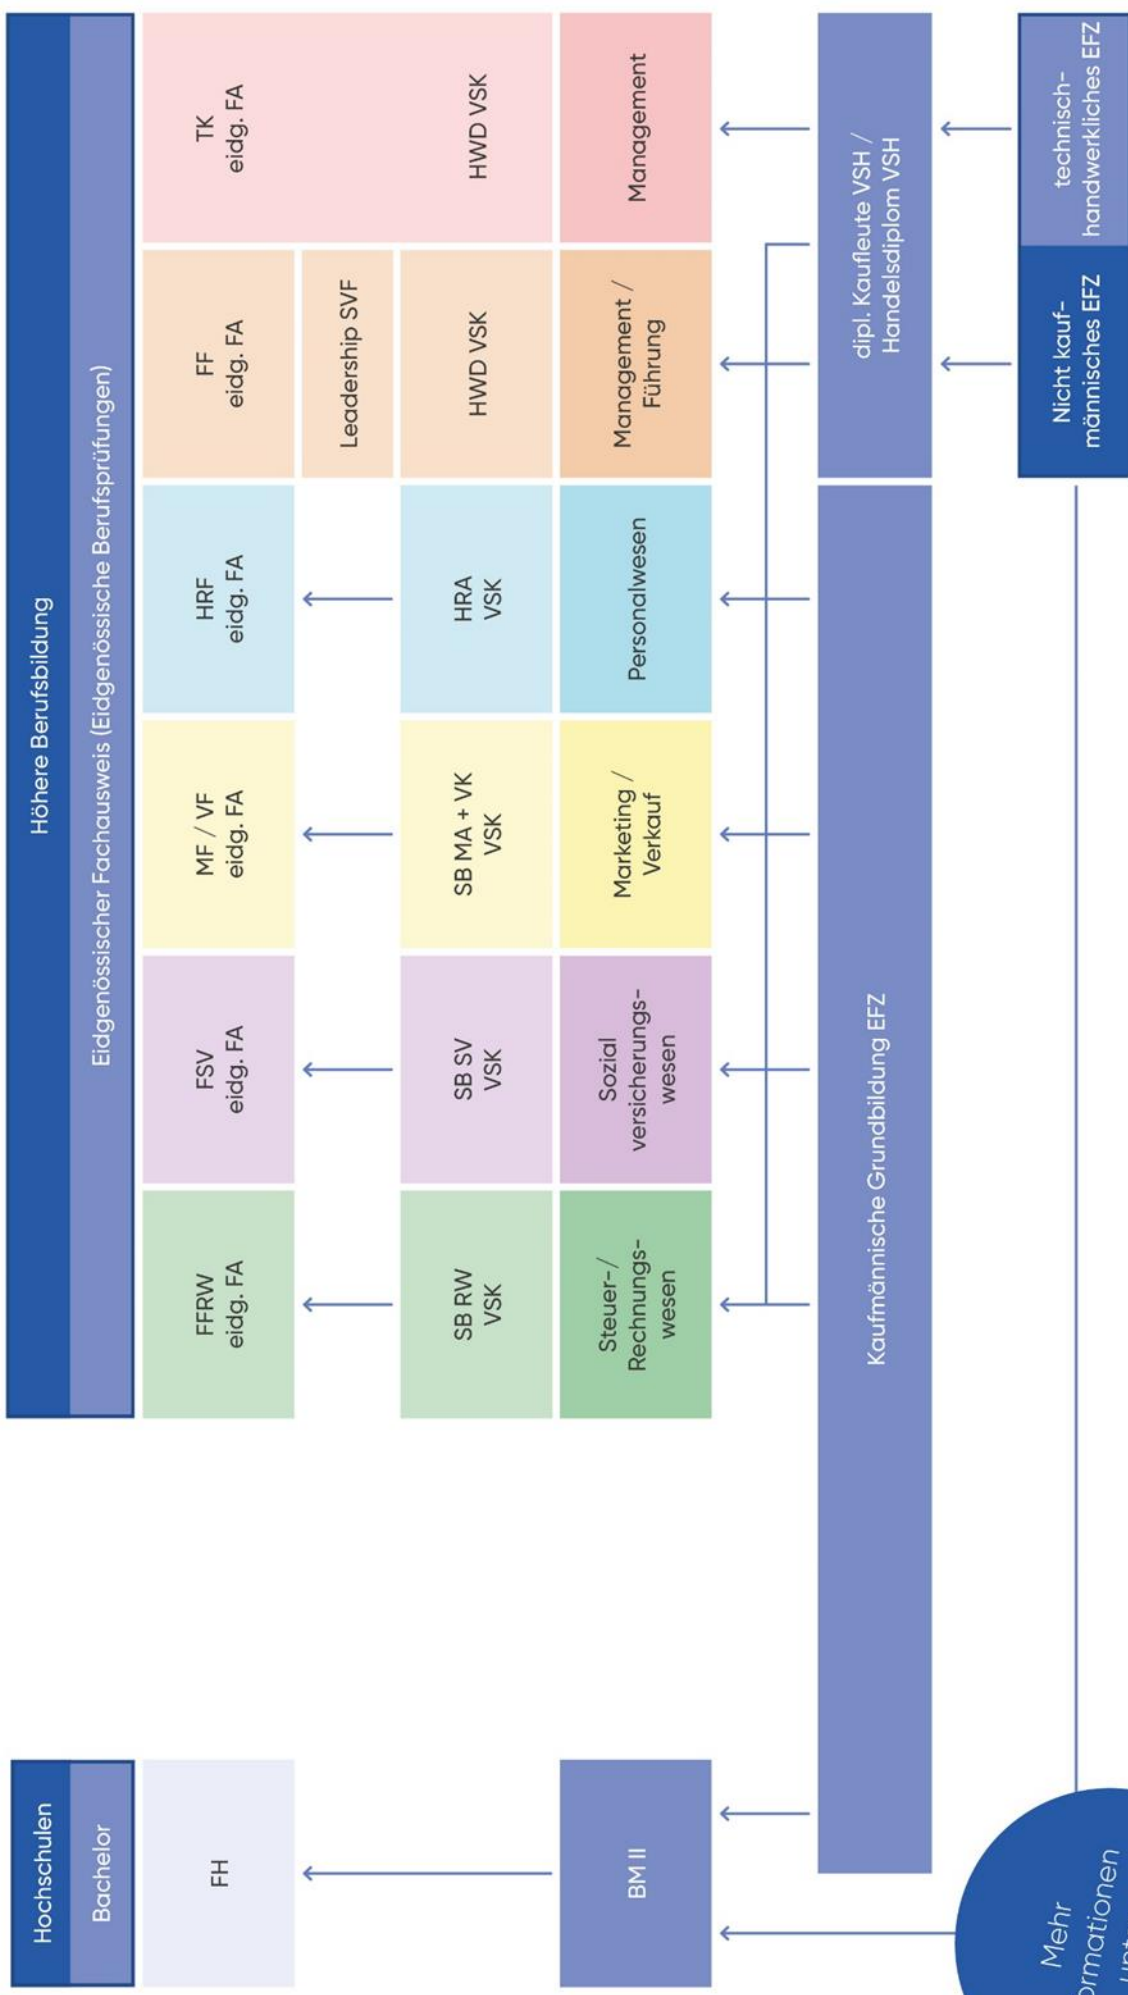 Hochschulen
Bachelor
Höhere Berufsbildung
Eidgenössischer Fachausweis (Eidgenössische Berufsprüfungen)
FH
FFRW
eidg. FA
FSV
eidg. FA
MF / VF
eidg. FA
HRF
eidg. FA
FF
eidg. FA
TK
eidg. FA
Leadership SVF
SB RW
VSK
SB SV
VSK
SB MA + VK
VSK
HRA
VSK
HWD VSK
HWD VSK
BM II
Steuer-/
Rechnungs-
wesen
Sozial
versicherungs-
wesen
Marketing /
Verkauf
Personalwesen
Management /
Führung
Management
Kaufmännische Grundbildung EFZ
dipl. Kaufleute VSH /
Handelsdiplom VSH
Nicht kauf-
männisches EFZ
technisch-
handwerkliches EFZ
Mehr